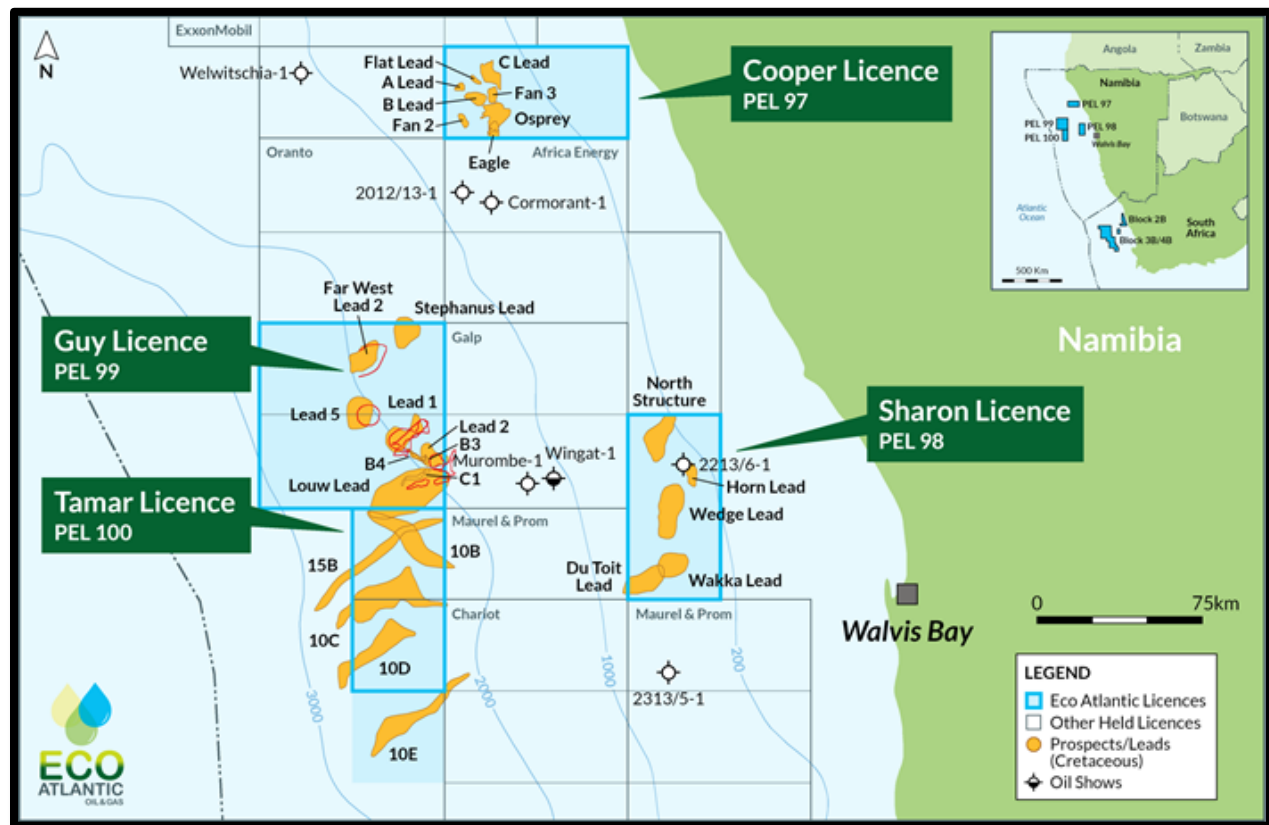 ExxonMobil
N
Welwitschia-1
Flat Lead
A Lead
B Lead
Fan 2
C Lead
Fan 3
Osprey
Eagle
Cooper Licence
PEL 97
Oranto
Africa Energy
2012/13-1
Cormorant-1
Angola
Zambia
Namibia
Botswana
PEL 97
PEL 99
PEL 98
PEL 100
Walvis Bay
Atlantic
Ocean
South
Africa
Block 2B
Block 3B/4B
500 Km
Far West
Lead 2
Stephanus Lead
Guy Licence
PEL 99
Galp
Namibia
Lead 5
Lead 1
Lead 2
B3
B4
Murombe-1
Wingat-1
C1
Louw Lead
North
Structure
Sharon Licence
PEL 98
2213/6-1
Horn Lead
Wedge Lead
Du Toit
Lead
Wakka Lead
Tamar Licence
PEL 100
Maurel & Prom
15B
10B
Chariot
Maurel & Prom
10C
10D
10E
3000
2000
1000
200
2313/5-1
Walvis Bay
0
75km
LEGEND
Eco Atlantic Licences
Other Held Licences
Prospects/Leads
(Cretaceous)
Oil Shows
ECO
ATLANTIC
OIL & GAS